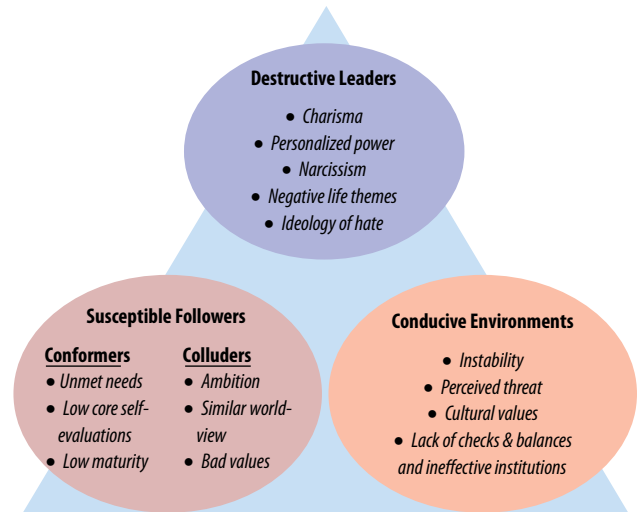 Destructive Leaders
● Charisma
● Personalized power
● Narcissism
● Negative life themes
● Ideology of hate
Susceptible Followers
Conformers
● Unmet needs
● Low core self-
evaluations
● Low maturity
Colluders
● Ambition
● Similar world-
view
● Bad values
Conducive Environments
● Instability
● Perceived threat
● Cultural values
● Lack of checks & balances
and ineffective institutions